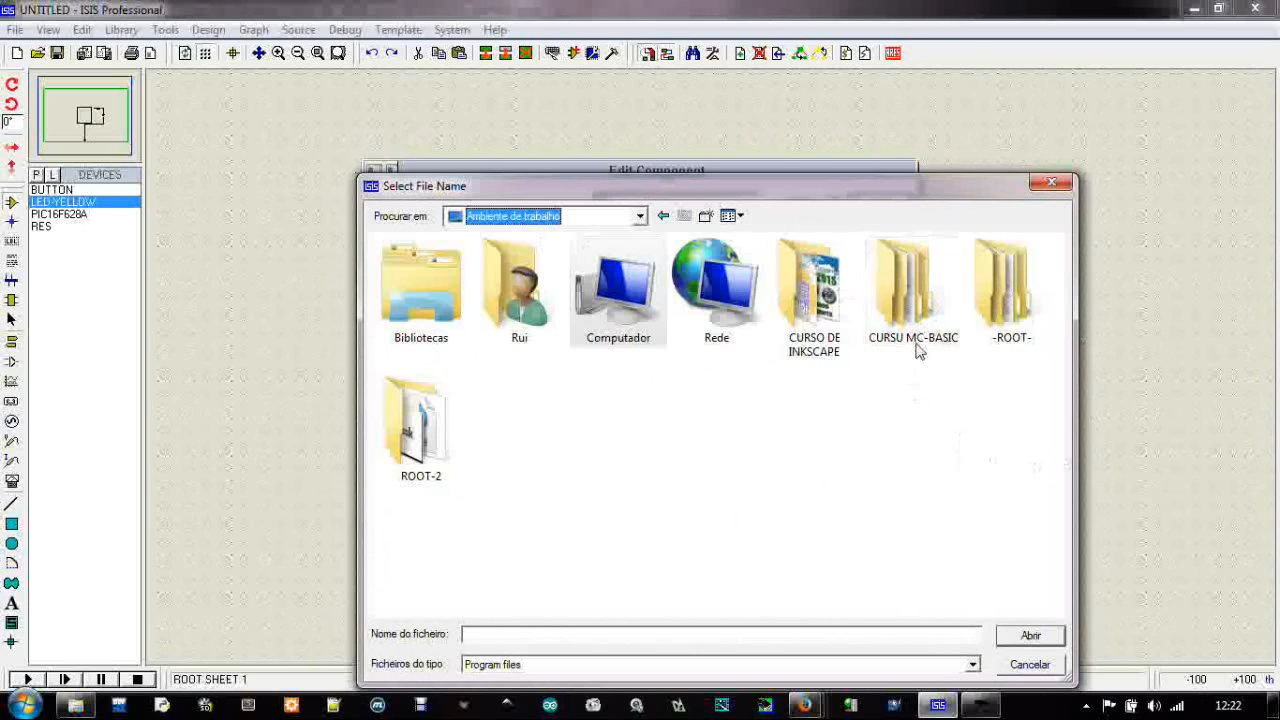 UNTITLED - ISIS Professional
File View Edit Tools Library Design Graph Source Debug Template System Help
0°
P L DEVICES
BUTTON
LED-YELLOW
PIC16F628A
RES
Edit Component
Select File Name
Procurar em:
Ambiente de trabalho
Bibliotecas
Rui
Computador
Rede
CURSO DE
INKSCAPE
CURSU MC-BASIC
-ROOT-
ROOT-2
Nome do ficheiro:
Abrir
Ficheiros do tipo:
Program files
Cancelar
ROOT SHEET 1
-100 +100 th
12:22